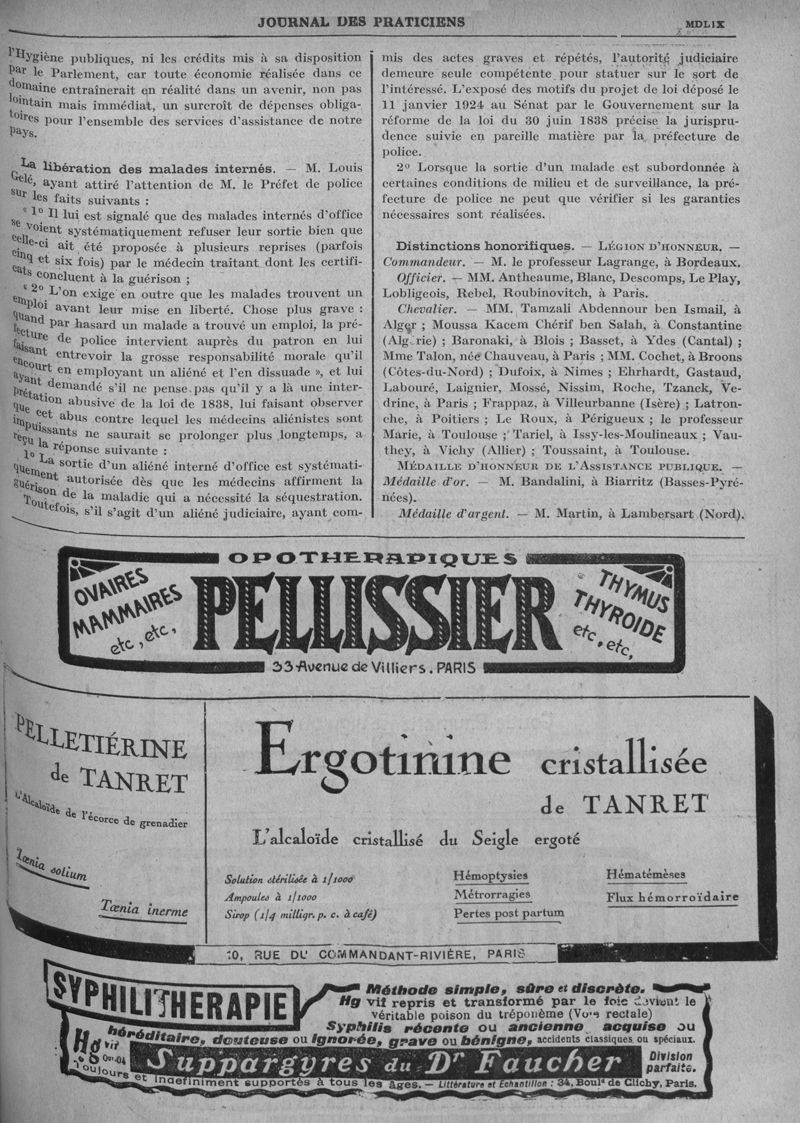 JOURNAL DES PRATICIENS
MDLIX
l'Hygiène publiques, ni les crédits mis à sa disposition
par le Parlement, car toute économie réalisée dans ce
domaine entraînerait en réalité dans un avenir, non pas
lointain mais immédiat, un surcroît de dépenses obliga-
toires pour l'ensemble des services d'assistance de notre
pays.
La libération des malades internés. — M. Louis
Gelé, ayant attiré l'attention de M. le Préfet de police
sur les faits suivants :
« 1º Il lui est signalé que des malades internés d'office
se voient systématiquement refuser leur sortie bien que
celle-ci ait été proposée à plusieurs reprises (parfois
cinq et six fois) par le médecin traitant dont les certifi-
cats concluent à la guérison ;
« 2º L'on exige en outre que les malades trouvent un
emploi avant leur mise en liberté. Chose plus grave :
quand par hasard un malade a trouvé un emploi, la pré-
fecture de police intervient auprès du patron en lui
faisant entrevoir la grosse responsabilité morale qu'il
encourt en employant un aliéné et l'en dissuade », et lui
ayant demandé s'il ne pense pas qu'il y a là une inter-
prétation abusive de la loi de 1838, lui faisant observer
que cet abus contre lequel les médecins aliénistes sont
impuissants ne saurait se prolonger plus longtemps, a
reçu la réponse suivante :
1º La sortie d'un aliéné interné d'office est systémati-
quement autorisée dès que les médecins affirment la
guérison de la maladie qui a nécessité la séquestration.
Toutefois, s'il s'agit d'un aliéné judiciaire, ayant com-
mis des actes graves et répétés, l'autorité judiciaire
demeure seule compétente pour statuer sur le sort de
l'intéressé. L'exposé des motifs du projet de loi déposé le
11 janvier 1924 au Sénat par le Gouvernement sur la
réforme de la loi du 30 juin 1838 précise la jurispru-
dence suivie en pareille matière par la préfecture de
police.
2º Lorsque la sortie d'un malade est subordonnée à
certaines conditions de milieu et de surveillance, la pré-
fecture de police ne peut que vérifier si les garanties
nécessaires sont réalisées.
Distinctions honorifiques. — LÉGION D'HONNEUR. —
Commandeur. — M. le professeur Lagrange, à Bordeaux.
Officier. — MM. Antheaume, Blanc, Descomps, Le Play,
Lobligeois, Rebel, Roubinovitch, à Paris.
Chevalier. — MM. Tamzali Abdennour ben Ismail, à
Alger ; Moussa Kacem Chérif ben Salah, à Constantine
(Algérie) ; Baronaki, à Blois ; Basset, à Ydes (Cantal) ;
Mme Talon, née Chauveau, à Paris ; MM. Cochet, à Broons
(Côtes-du-Nord) ; Dufoix, à Nimes ; Ehrhardt, Gastaud,
Labouré, Laignier, Mossé, Nissim, Roche, Tzanck, Ve-
drine, à Paris ; Frappaz, à Villeurbanne (Isère) ; Latron-
che, à Poitiers ; Le Roux, à Périgueux ; le professeur
Marie, à Toulouse ; Tariel, à Issy-les-Moulineaux ; Vau-
they, à Vichy (Allier) ; Toussaint, à Toulouse.
MÉDAILLE D'HONNEUR DE L'ASSISTANCE PUBLIQUE. —
Médaille d'or. — M. Bandalini, à Biarritz (Basses-Pyré-
nées).
Médaille d'argent. — M. Martin, à Lambersart (Nord).
OPOTHERAPIQUES
OVAIRES
MAMMAIRES
etc, etc,
PELLISSIER
THYMUS
THYROIDE
etc, etc,
33 Avenue de Villiers. PARIS
PELLETIÉRINE
de TANRET
L'Alcaloïde de l'écorce de grenadier
Tœnia solium
Tœnia inerme
Ergotinine cristallisée
de TANRET
L'alcaloïde cristallisé du Seigle ergoté
Solution stérilisée à 1/1000
Ampoules à 1/1000
Sirop (1/4 milligr. p. c. à café)
Hémoptysies
Métrorragies
Pertes post partum
Hématémèses
Flux hémorroïdaire
10, RUE DU COMMANDANT-RIVIÈRE, PARIS
SYPHILITHERAPIE
Méthode simple, sûre et discrète.
Hg vif repris et transformé par le foie devient le
véritable poison du tréponème (Voie rectale)
Syphilis récente ou ancienne acquise ou
héréditaire, douteuse ou ignorée, grave ou bénigne, accidents classiques ou spéciaux.
Hg vif
0gr.04
Suppargyres du Dr Faucher
Division
parfaite.
Toujours et indéfiniment supportés à tous les âges. — Littérature et Echantillon : 34, Boul^d de Clichy, Paris.